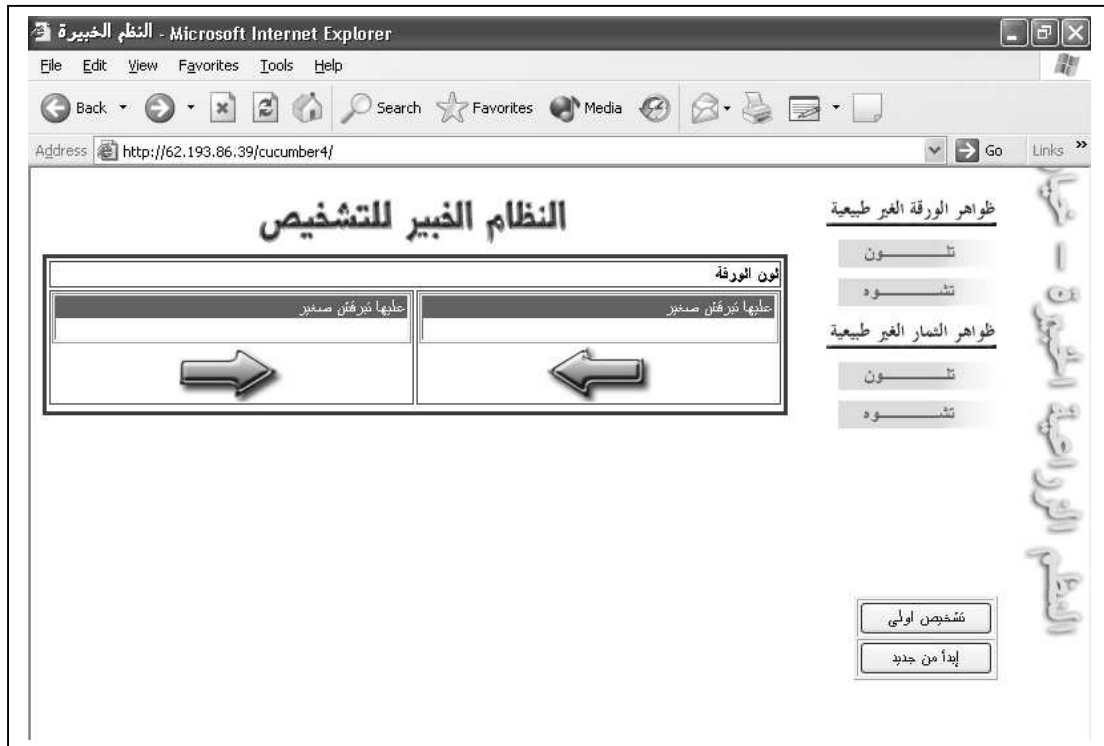 النظم الخبيرة - Microsoft Internet Explorer
File Edit View Favorites Tools Help
Back Search Favorites Media
Address http://62.193.86.39/cucumber4/ Go Links »
النظام الخبير للتشخيص
لون الورقة
عليها تبرقش صغير
عليها تبرقش صغير
ظواهر الورقة الغير طبيعية
تلـــــــون
تشـــــــوه
ظواهر الثمار الغير طبيعية
تلـــــــون
تشـــــــوه
تشخيص اولى
إبدأ من جديد
النظم